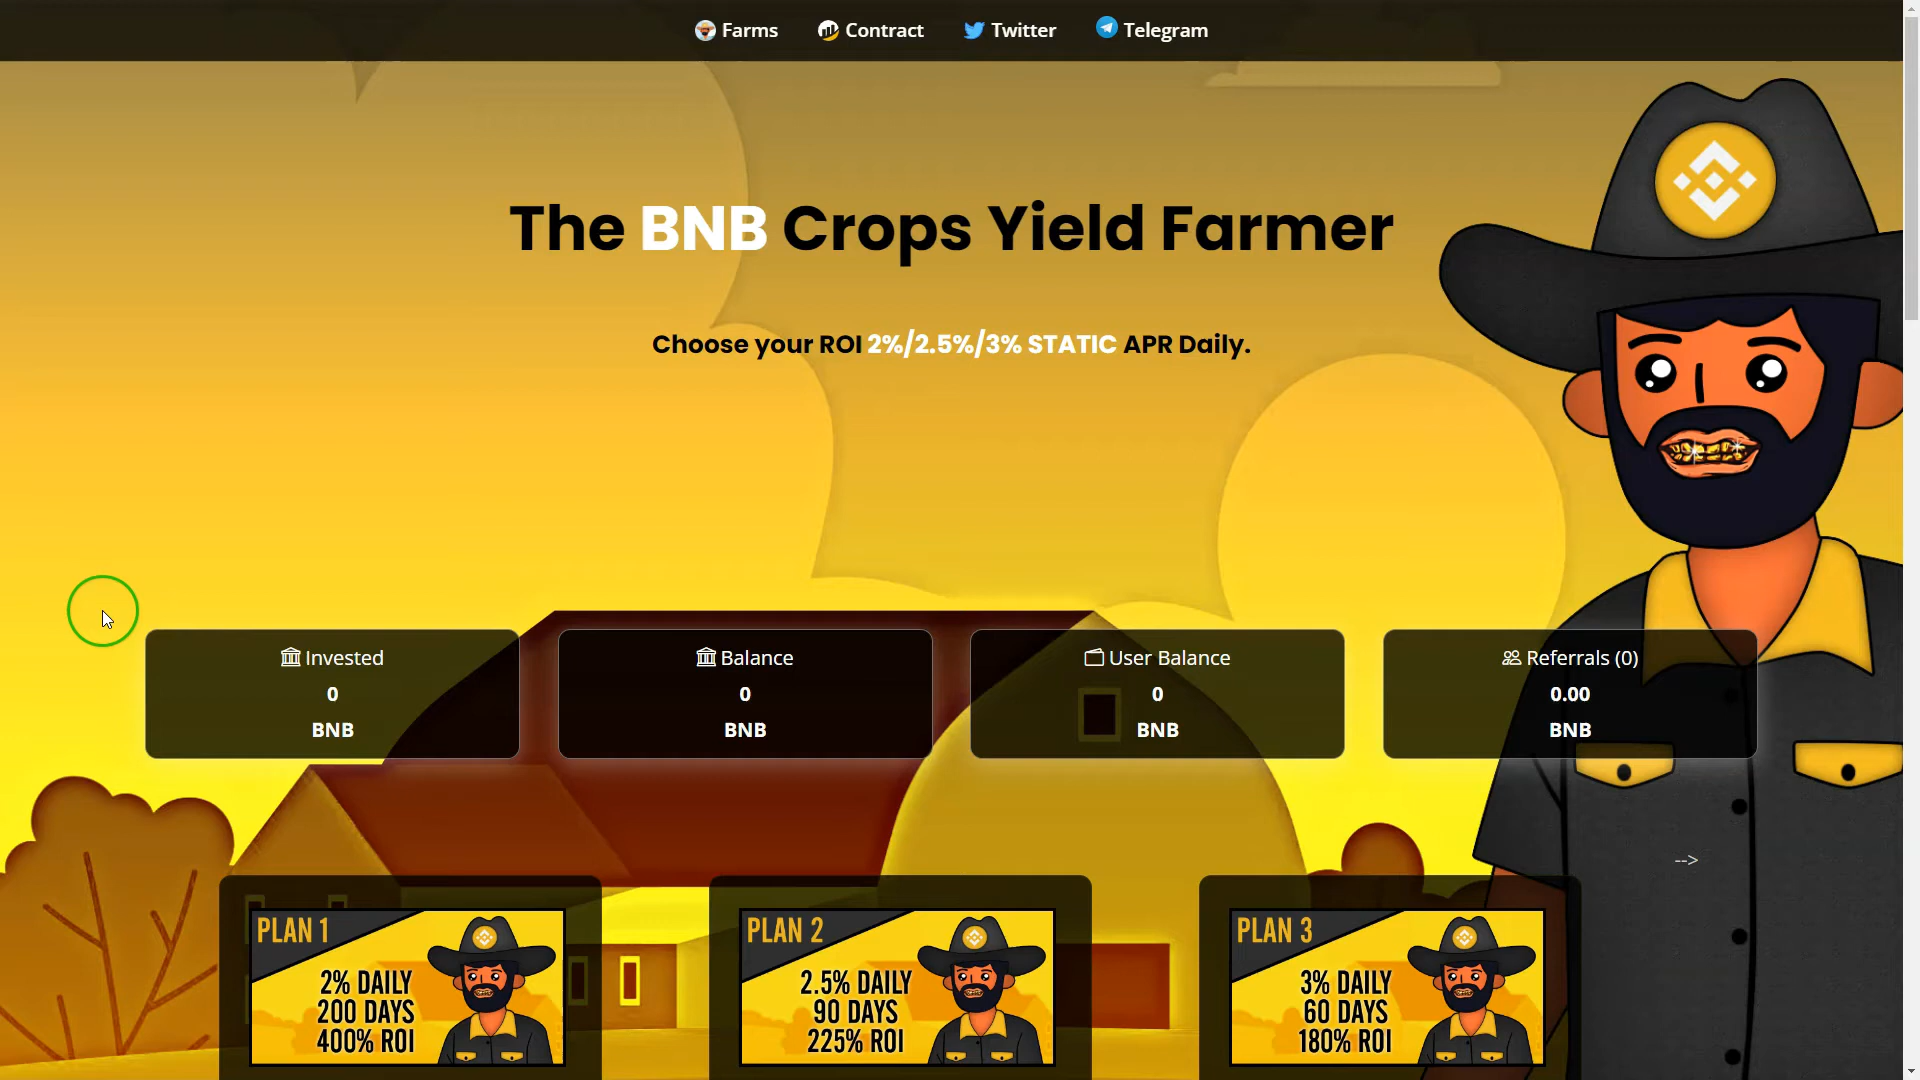 Farms
Contract
Twitter
Telegram
The BNB Crops Yield Farmer
Choose your ROI 2%/2.5%/3% STATIC APR Daily.
Invested
0
BNB
Balance
0
BNB
User Balance
0
BNB
Referrals (0)
0.00
BNB
-->
PLAN 1
2% DAILY
200 DAYS
400% ROI
PLAN 2
2.5% DAILY
90 DAYS
225% ROI
PLAN 3
3% DAILY
60 DAYS
180% ROI